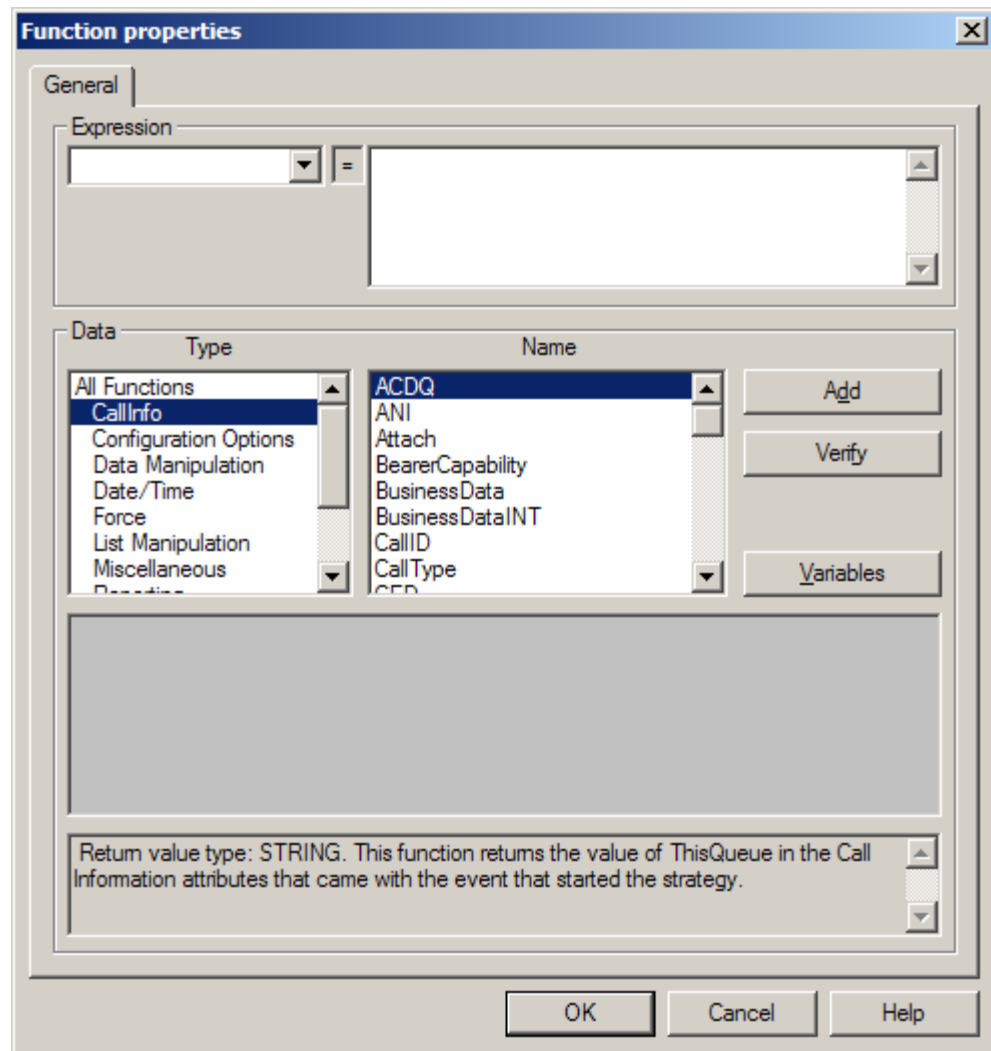 Function properties
General
Expression
=
Data
Type
Name
All Functions
CallInfo
Configuration Options
Data Manipulation
Date/Time
Force
List Manipulation
Miscellaneous
Reporting
ACDQ
ANI
Attach
BearerCapability
BusinessData
BusinessDataINT
CallID
CallType
CED
Add
Verify
Variables
Return value type: STRING. This function returns the value of ThisQueue in the Call
Information attributes that came with the event that started the strategy.
OK
Cancel
Help